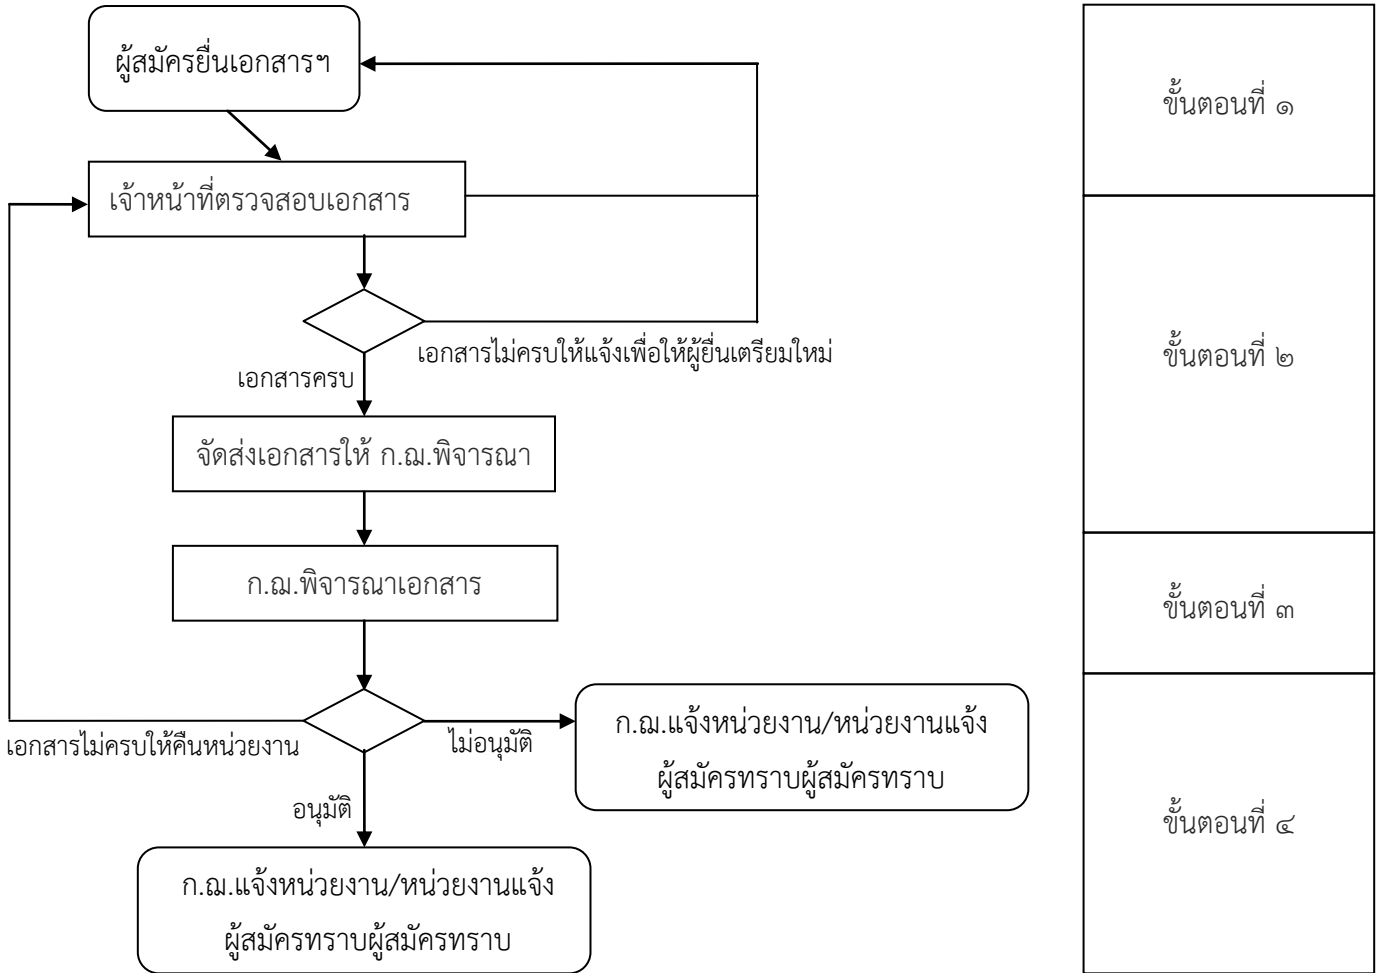 ผู้สมัครยื่นเอกสารฯ
ขั้นตอนที่ ๑
เจ้าหน้าที่ตรวจสอบเอกสาร
เอกสารไม่ครบให้แจ้งเพื่อให้ผู้ยื่นเตรียมใหม่
ขั้นตอนที่ ๒
เอกสารครบ
จัดส่งเอกสารให้ ก.ฌ.พิจารณา
ก.ฌ.พิจารณาเอกสาร
ขั้นตอนที่ ๓
เอกสารไม่ครบให้คืนหน่วยงาน
ไม่อนุมัติ
ก.ฌ.แจ้งหน่วยงาน/หน่วยงานแจ้ง
ผู้สมัครทราบผู้สมัครทราบ
อนุมัติ
ขั้นตอนที่ ๔
ก.ฌ.แจ้งหน่วยงาน/หน่วยงานแจ้ง
ผู้สมัครทราบผู้สมัครทราบ